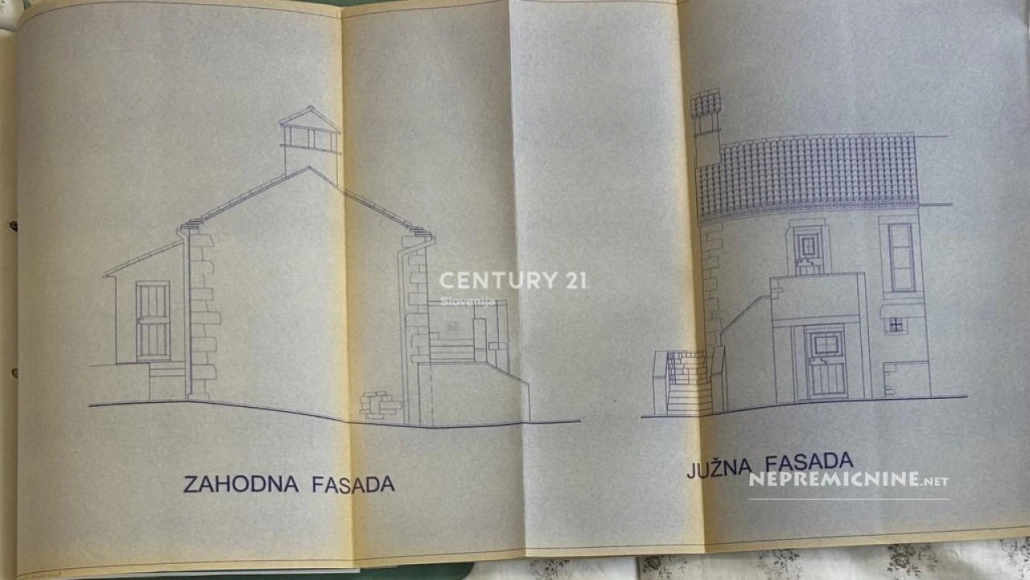 CENTURY 21
Slovenija
ZAHODNA FASADA
JUŽNA FASADA
NEPREMICNINE.NET